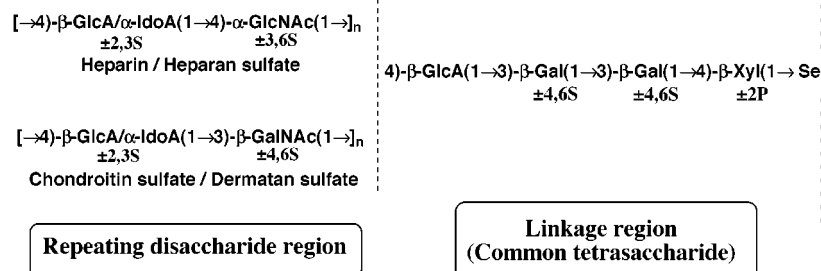 [→4)-β-GlcA/α-IdoA(1→4)-α-GlcNAc(1→]n
±2,3S ±3,6S
Heparin / Heparan sulfate
4)-β-GlcA(1→3)-β-Gal(1→3)-β-Gal(1→4)-β-Xyl(1→ Se
±4,6S ±4,6S ±2P
[→4)-β-GlcA/α-IdoA(1→3)-β-GalNAc(1→]n
±2,3S ±4,6S
Chondroitin sulfate / Dermatan sulfate
Repeating disaccharide region
Linkage region
(Common tetrasaccharide)